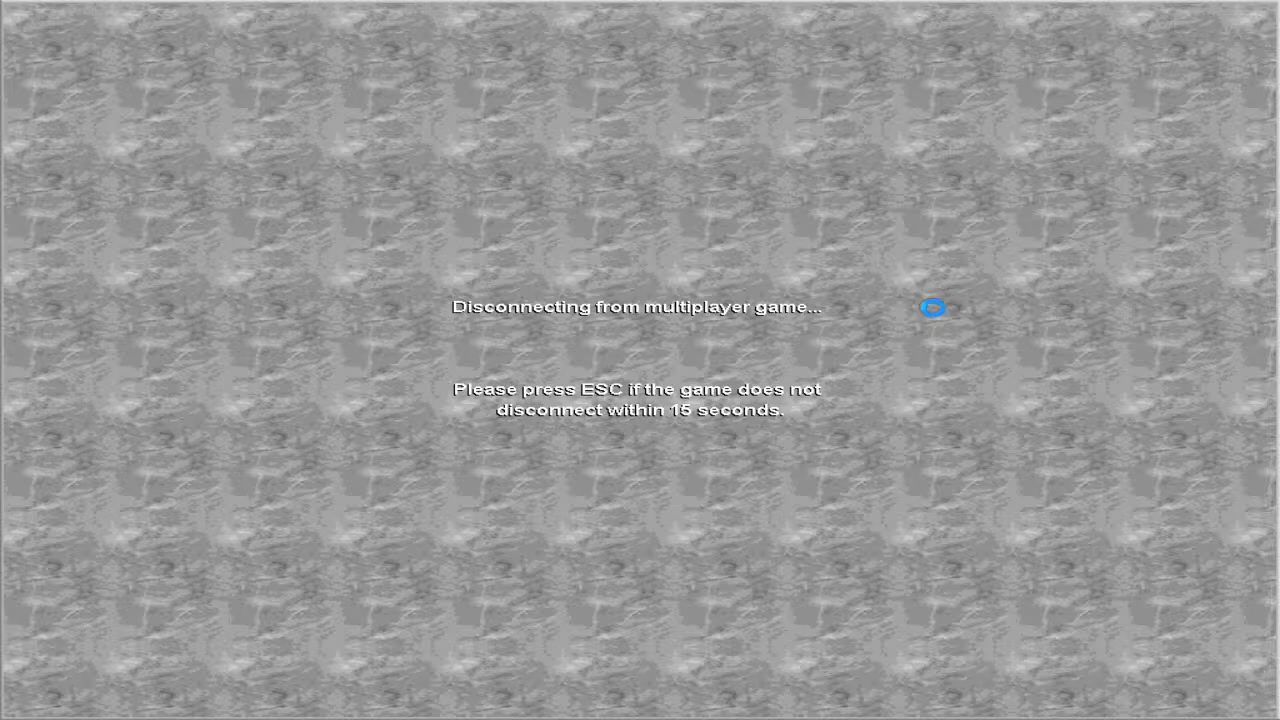 Disconnecting from multiplayer game...
Please press ESC if the game does not
disconnect within 15 seconds.